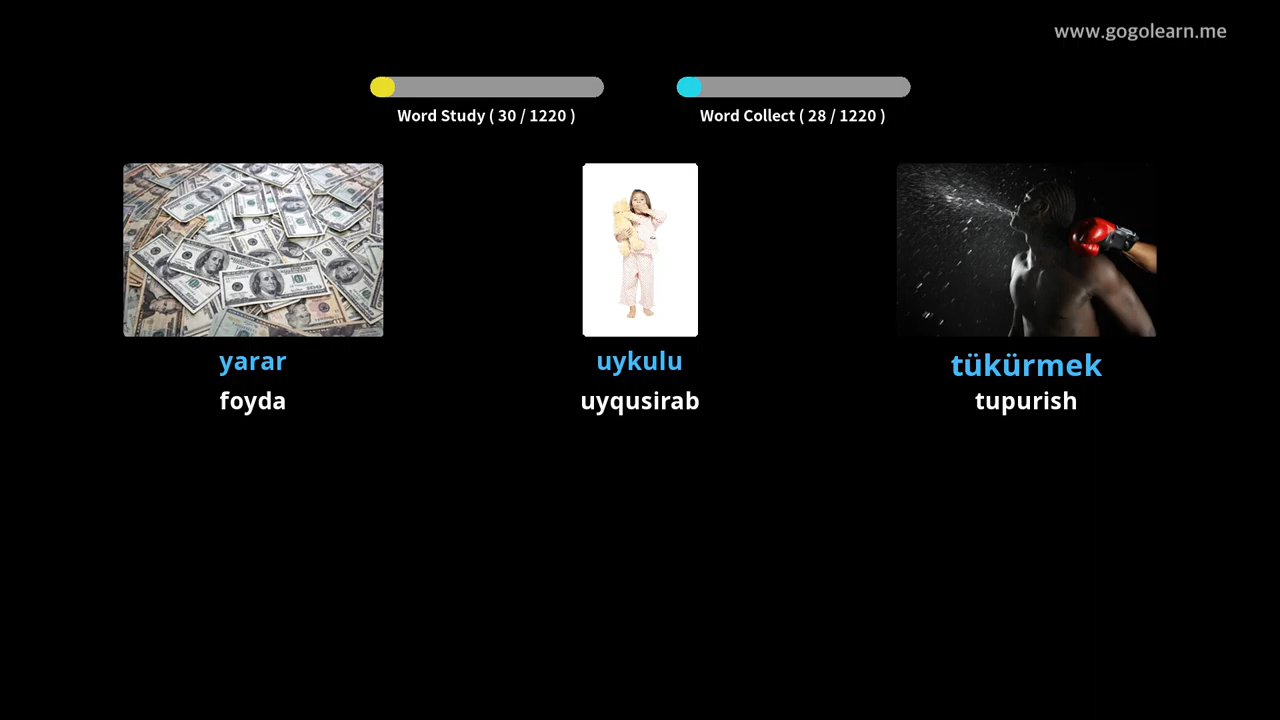 www.gogolearn.me
Word Study ( 30 / 1220 )
Word Collect ( 28 / 1220 )
yarar
foyda
uykulu
uyqusirab
tükürmek
tupurish